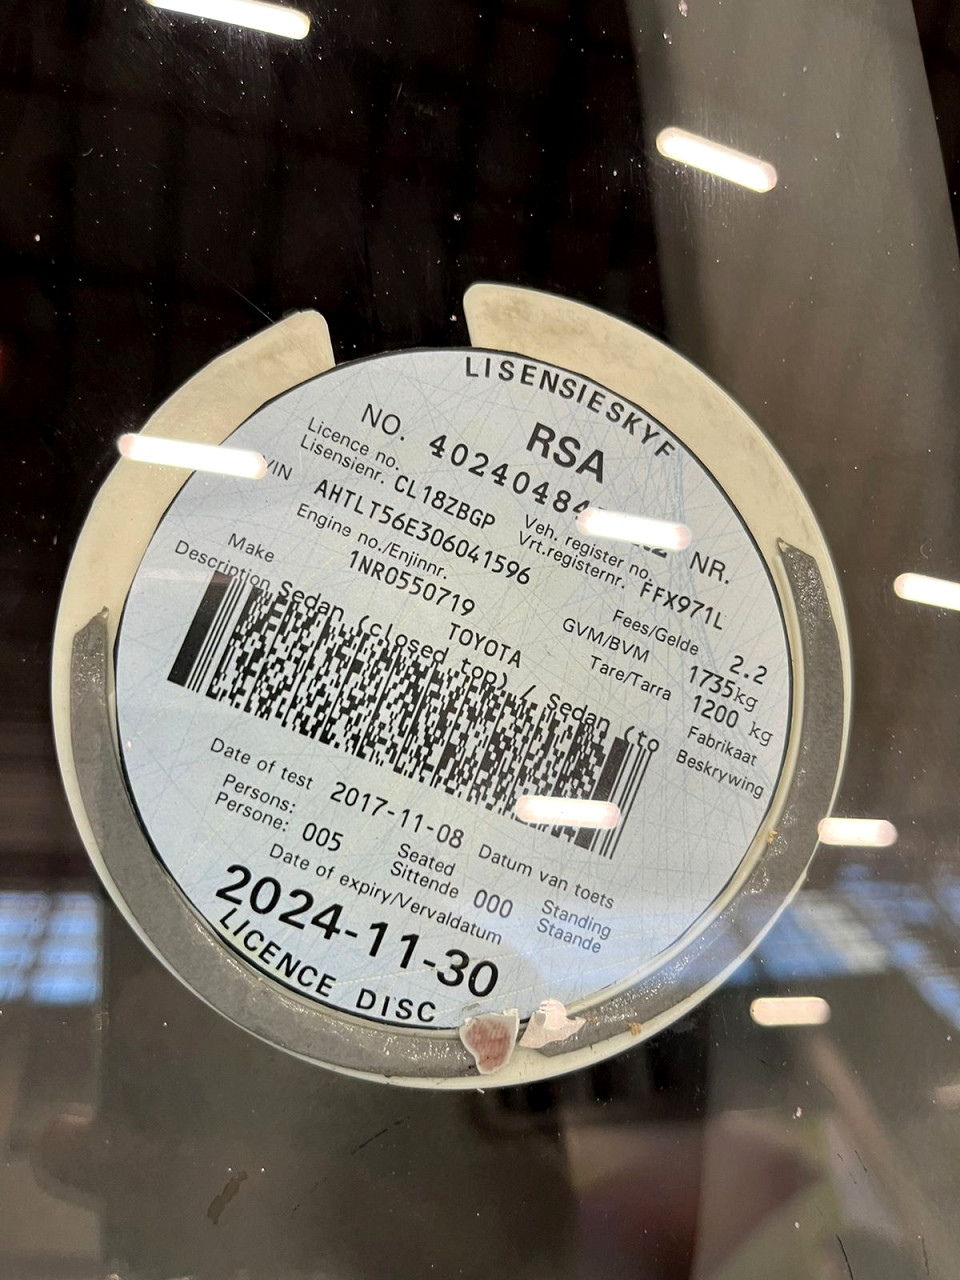 LISENSIESKYF
RSA
NO. 4024048 NR.
Licence no.
Lisensienr. CL18ZBGP
Veh. register no.
Vrt.registernr. FFX971L
AHTLT56E306041596
Engine no./Enjinnr.
1NR0550719
Fees/Gelde 2.2
GVM/BVM 1735kg
Tare/Tarra 1200 kg
Make TOYOTA Fabrikaat
Description Sedan (closed top) / Sedan (to Beskrywing
Date of test 2017-11-08 Datum van toets
Persons:
Persone: 005
Seated
Sittende 000
Standing
Staande
Date of expiry/Vervaldatum
2024-11-30
LICENCE DISC